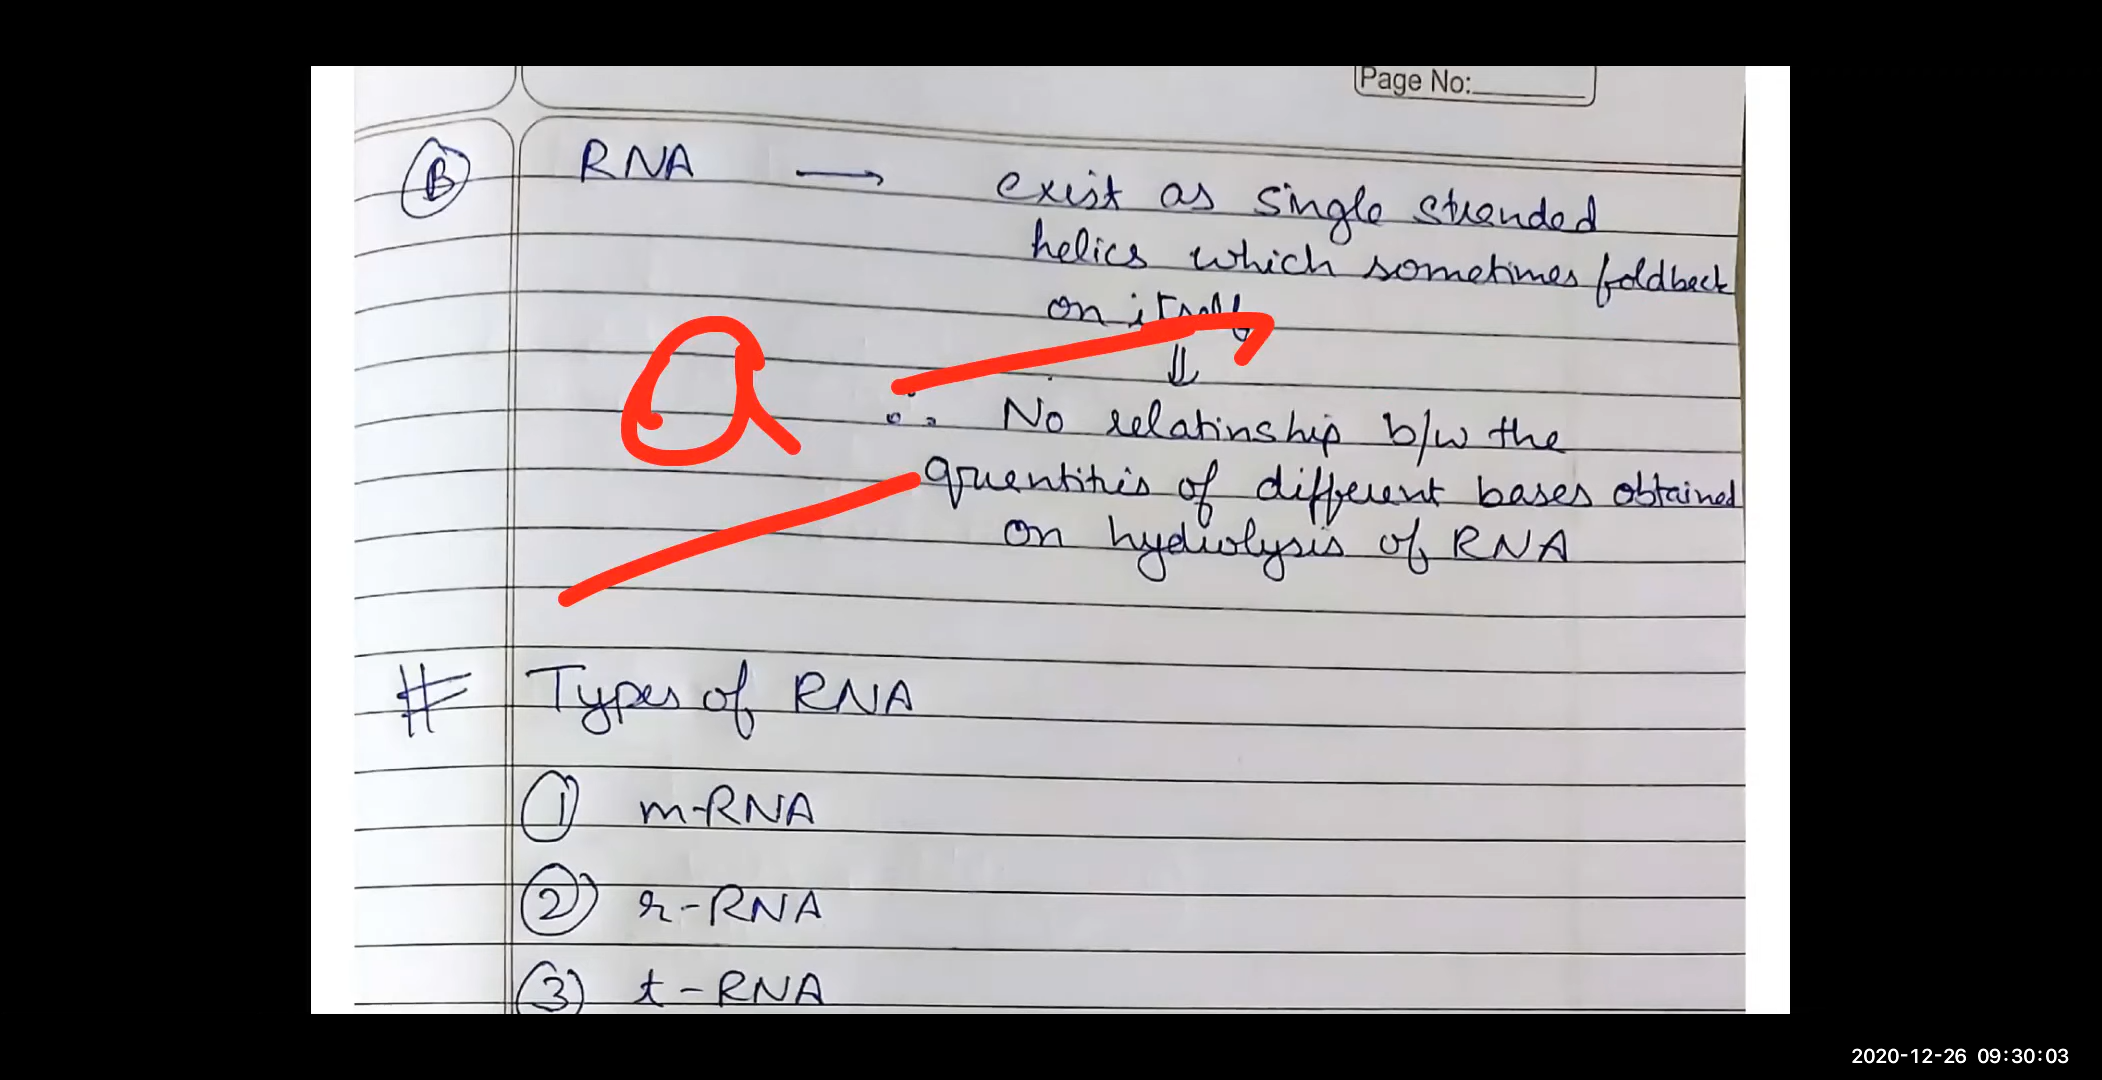 Page No:
B RNA → exist as single stranded
helics which sometimes foldback
on itself
⇓
∴ No relatinship b/w the
quentitis of different bases obtained
on hydrolysis of RNA
# Types of RNA
1 m-RNA
2 r-RNA
3 t-RNA
2020-12-26 09:30:03